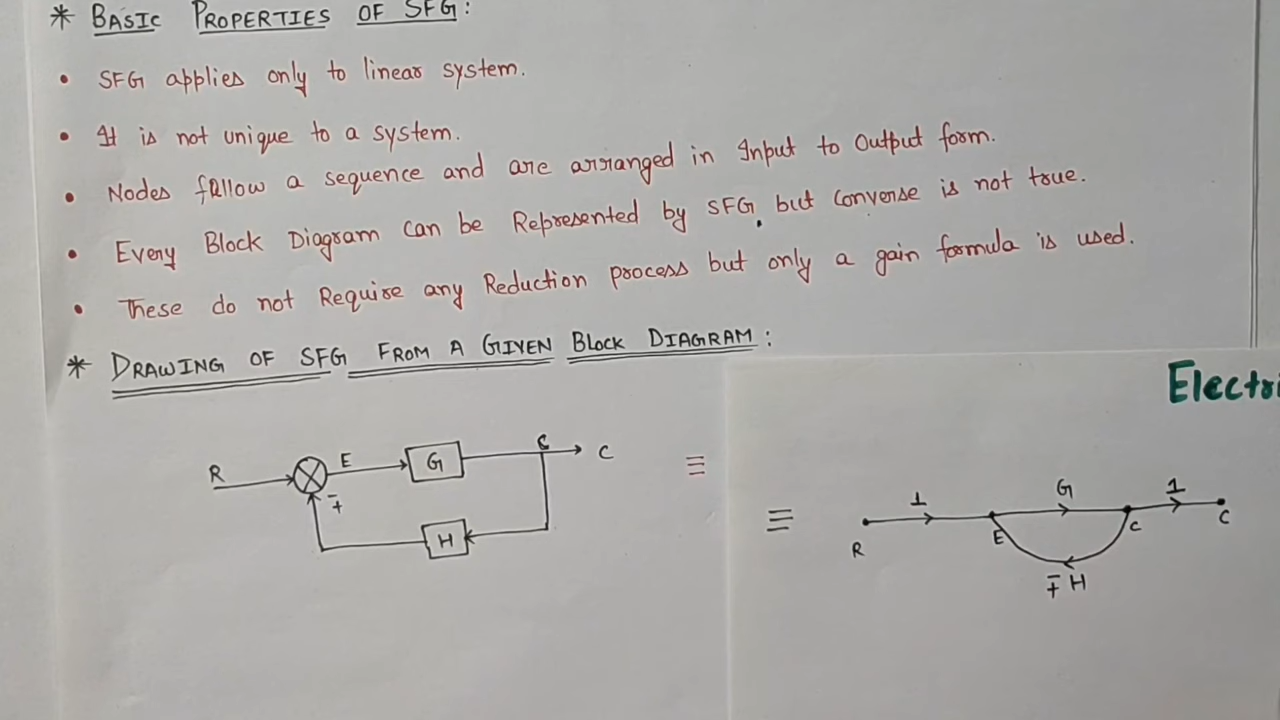 * BASIC PROPERTIES OF SFG:
• SFG applies only to linear system.
• It is not unique to a system.
• Nodes follow a sequence and are arranged in Input to Output form.
• Every Block Diagram can be Represented by SFG, but converse is not true.
• These do not Require any Reduction process but only a gain formula is used.
* DRAWING OF SFG FROM A GIVEN BLOCK DIAGRAM:
Electri
R E G C C
∓
H
≡
≡
R 1 E G C 1 C
∓ H